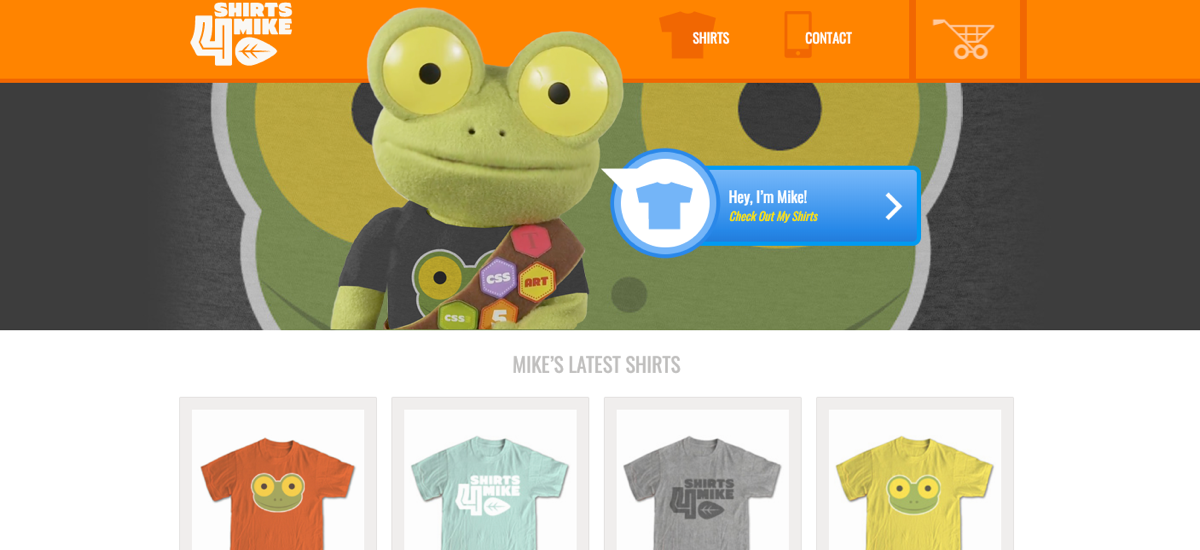 SHIRTS
4 MIKE
SHIRTS
CONTACT
Hey, I'm Mike!
Check Out My Shirts
CSS
ART
CSS3
5
MIKE'S LATEST SHIRTS
SHIRTS
4 MIKE
SHIRTS
4 MIKE